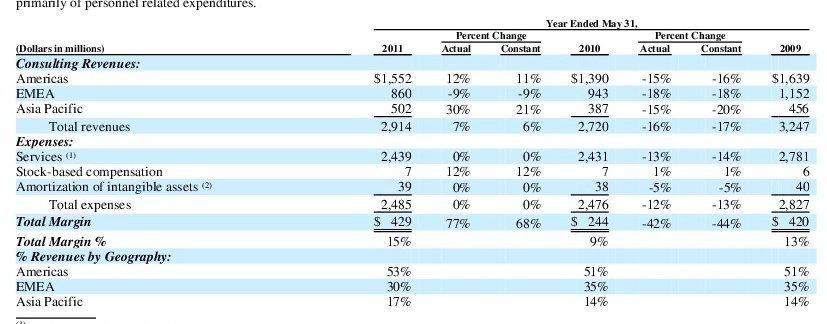 primarily of personnel related expenditures.
Year Ended May 31,
Percent Change Percent Change
(Dollars in millions) 2011 Actual Constant 2010 Actual Constant 2009
Consulting Revenues:
Americas $1,552 12% 11% $1,390 -15% -16% $1,639
EMEA 860 -9% -9% 943 -18% -18% 1,152
Asia Pacific 502 30% 21% 387 -15% -20% 456
Total revenues 2,914 7% 6% 2,720 -16% -17% 3,247
Expenses:
Services (1) 2,439 0% 0% 2,431 -13% -14% 2,781
Stock-based compensation 7 12% 12% 7 1% 1% 6
Amortization of intangible assets (2) 39 0% 0% 38 -5% -5% 40
Total expenses 2,485 0% 0% 2,476 -12% -13% 2,827
Total Margin $ 429 77% 68% $ 244 -42% -44% $ 420
Total Margin % 15% 9% 13%
% Revenues by Geography:
Americas 53% 51% 51%
EMEA 30% 35% 35%
Asia Pacific 17% 14% 14%